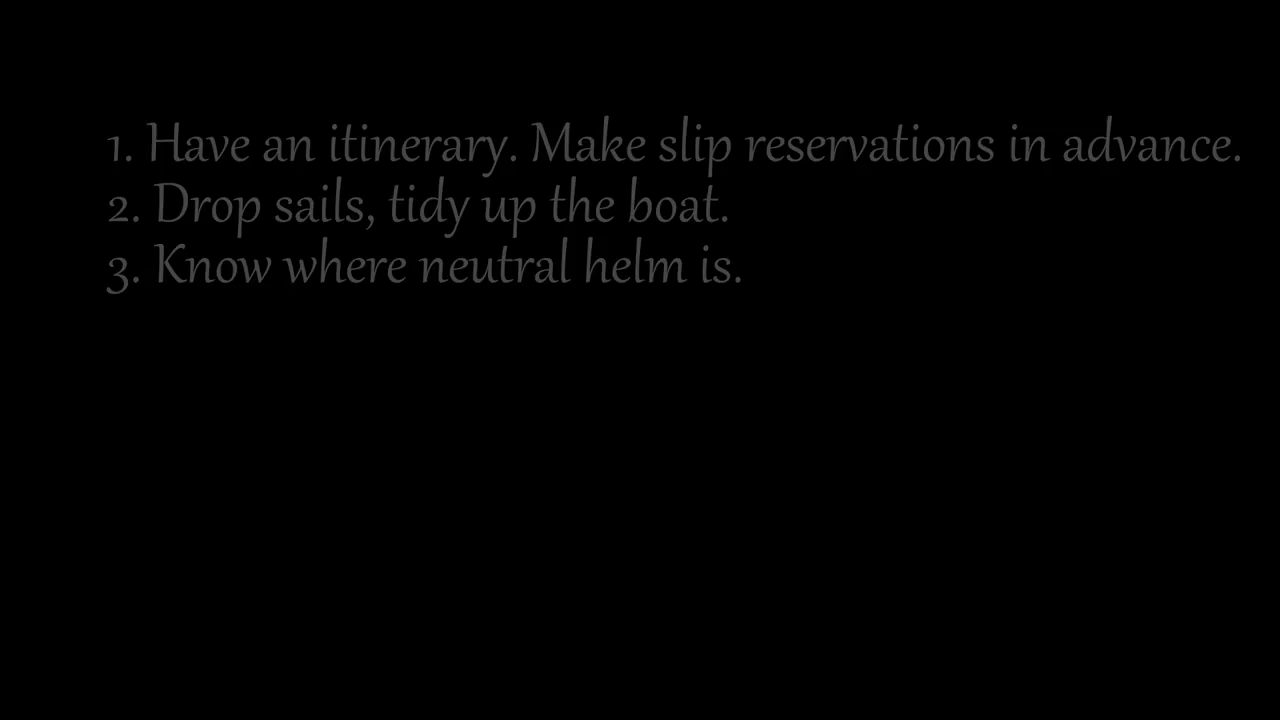 1. Have an itinerary. Make slip reservations in advance.
2. Drop sails, tidy up the boat.
3. Know where neutral helm is.